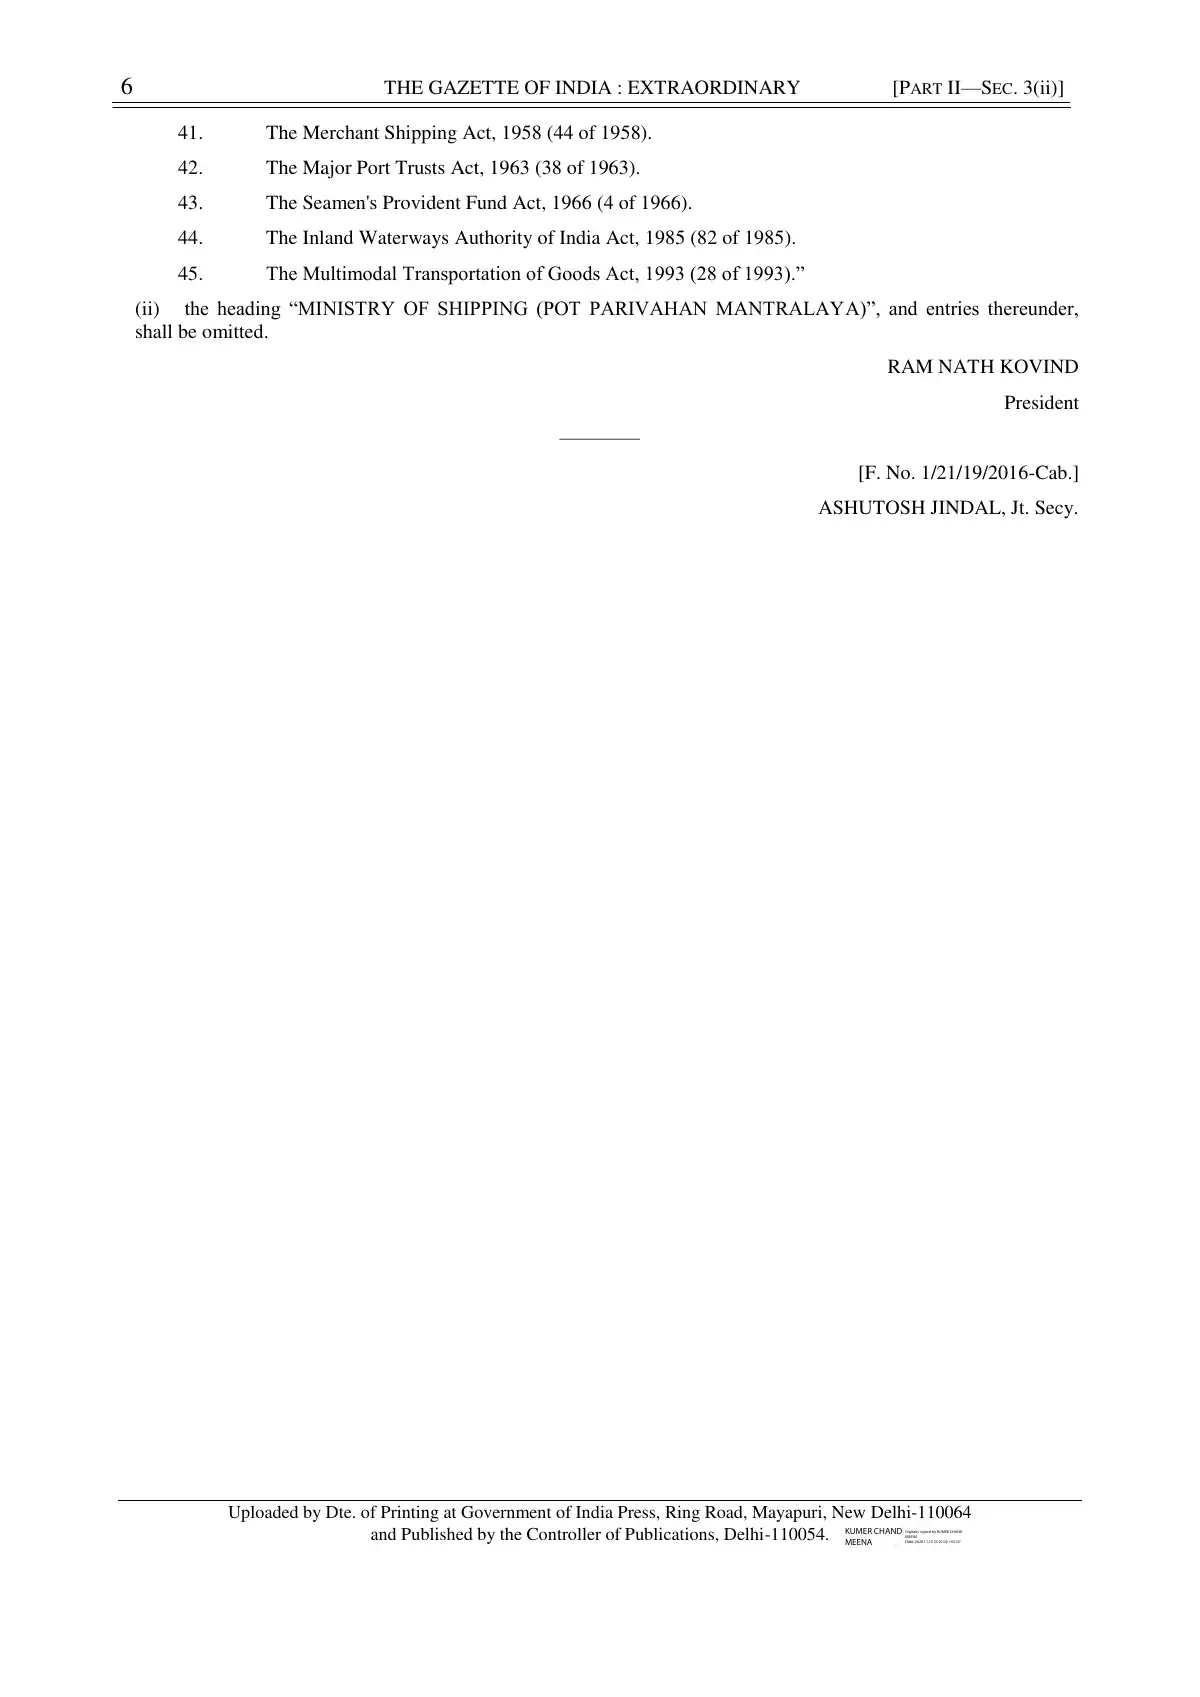 6 THE GAZETTE OF INDIA : EXTRAORDINARY [PART II—SEC. 3(ii)]
41. The Merchant Shipping Act, 1958 (44 of 1958).
42. The Major Port Trusts Act, 1963 (38 of 1963).
43. The Seamen's Provident Fund Act, 1966 (4 of 1966).
44. The Inland Waterways Authority of India Act, 1985 (82 of 1985).
45. The Multimodal Transportation of Goods Act, 1993 (28 of 1993).”
(ii) the heading “MINISTRY OF SHIPPING (POT PARIVAHAN MANTRALAYA)”, and entries thereunder,
shall be omitted.
RAM NATH KOVIND
President
[F. No. 1/21/19/2016-Cab.]
ASHUTOSH JINDAL, Jt. Secy.
Uploaded by Dte. of Printing at Government of India Press, Ring Road, Mayapuri, New Delhi-110064
and Published by the Controller of Publications, Delhi-110054.
KUMER CHAND
MEENA
Digitally signed by KUMER CHAND
MEENA